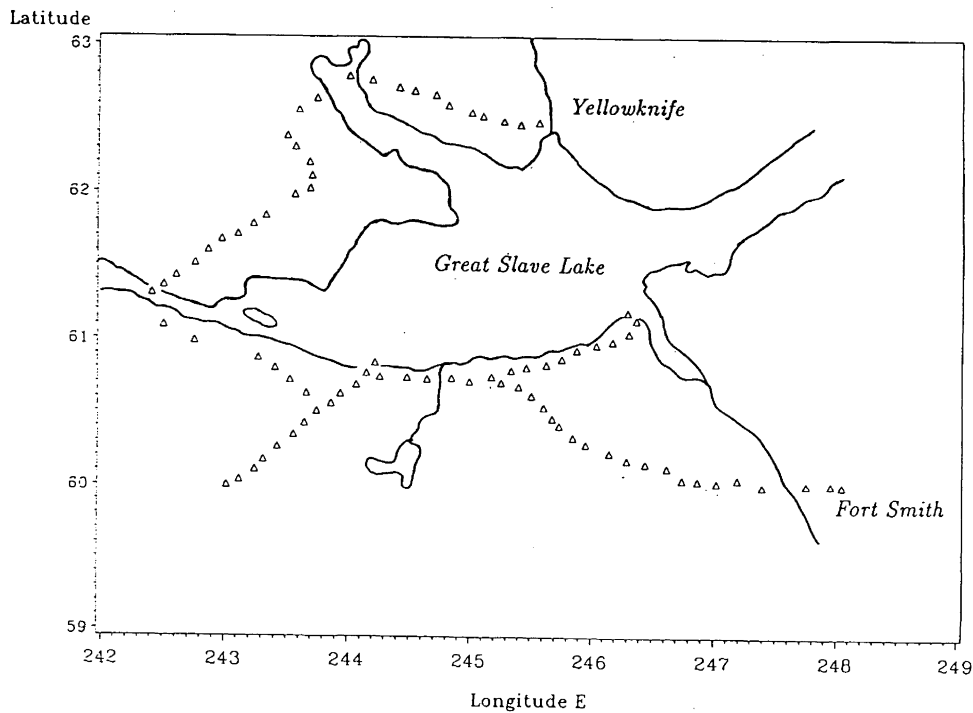 Latitude
63
62
61
60
59
Yellowknife
Great Slave Lake
Fort Smith
242 243 244 245 246 247 248 249
Longitude E